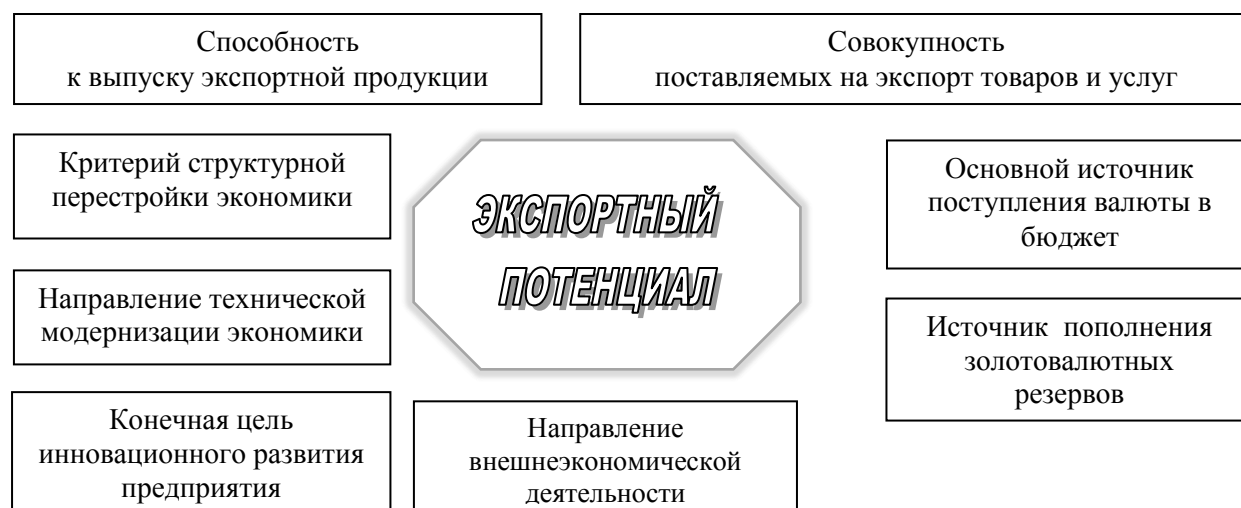 Способность
к выпуску экспортной продукции
Совокупность
поставляемых на экспорт товаров и услуг
Критерий структурной
перестройки экономики
ЭКСПОРТНЫЙ
ПОТЕНЦИАЛ
Основной источник
поступления валюты в
бюджет
Направление технической
модернизации экономики
Источник пополнения
золотовалютных
резервов
Конечная цель
инновационного развития
предприятия
Направление
внешнеэкономической
деятельности